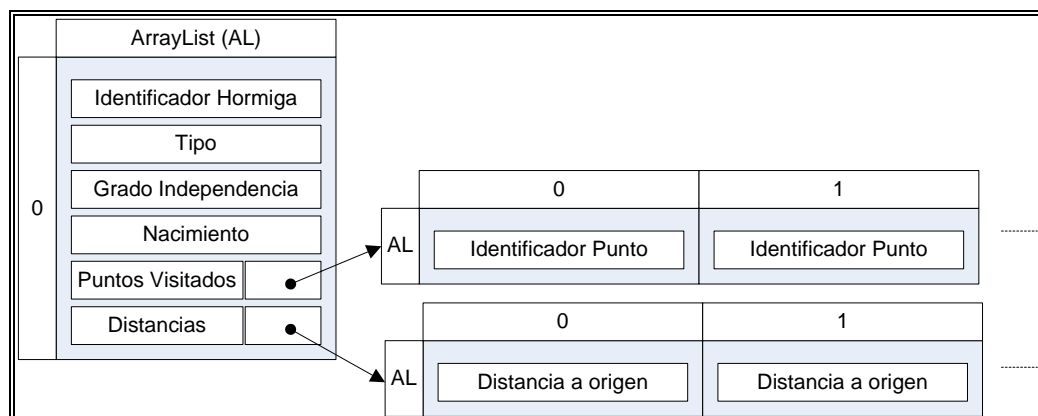 ArrayList (AL)
0
Identificador Hormiga
Tipo
Grado Independencia
Nacimiento
Puntos Visitados
Distancias
0 1
AL
Identificador Punto Identificador Punto
0 1
AL
Distancia a origen Distancia a origen